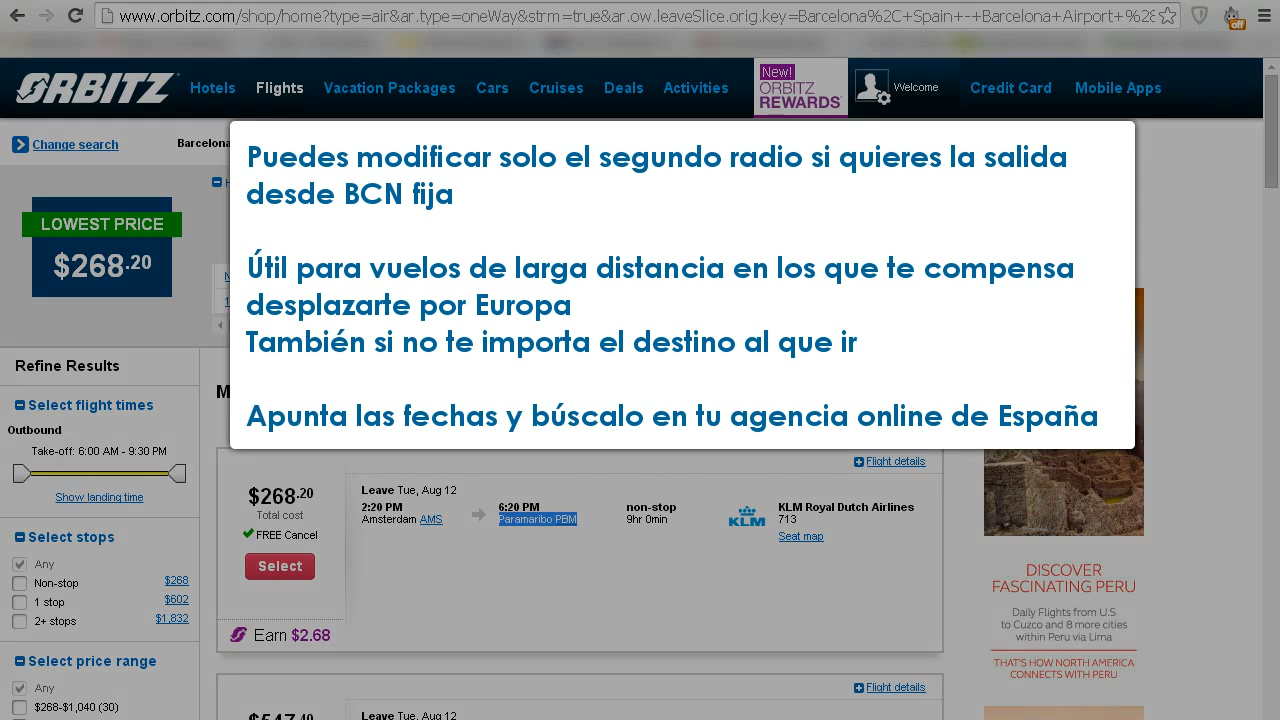 www.orbitz.com/shop/home?type=air&ar.type=oneWay&strm=true&ar.ow.leaveSlice.orig.key=Barcelona%2C+Spain+-+Barcelona+Airport+%28
off
ORBITZ
Hotels
Flights
Vacation Packages
Cars
Cruises
Deals
Activities
New!
ORBITZ
REWARDS
Welcome
Credit Card
Mobile Apps
Change search
Barcelona
Puedes modificar solo el segundo radio si quieres la salida
desde BCN fija
Útil para vuelos de larga distancia en los que te compensa
desplazarte por Europa
También si no te importa el destino al que ir
Apunta las fechas y búscalo en tu agencia online de España
LOWEST PRICE
$268.20
Refine Results
Select flight times
Outbound
Take-off: 6:00 AM - 9:30 PM
Show landing time
Select stops
Any
Non-stop $268
1 stop $602
2+ stops $1,832
Select price range
Any
$268-$1,040 (30)
M
Flight details
$268.20
Total cost
FREE Cancel
Select
Earn $2.68
Leave Tue, Aug 12
2:20 PM
Amsterdam AMS
6:20 PM
Paramaribo PBM
non-stop
9hr 0min
KLM
KLM Royal Dutch Airlines
713
Seat map
Flight details
Leave Tue, Aug 12
DISCOVER
FASCINATING PERU
Daily Flights from U.S
to Cuzco and 8 more cities
within Peru via Lima
THAT'S HOW NORTH AMERICA
CONNECTS WITH PERU